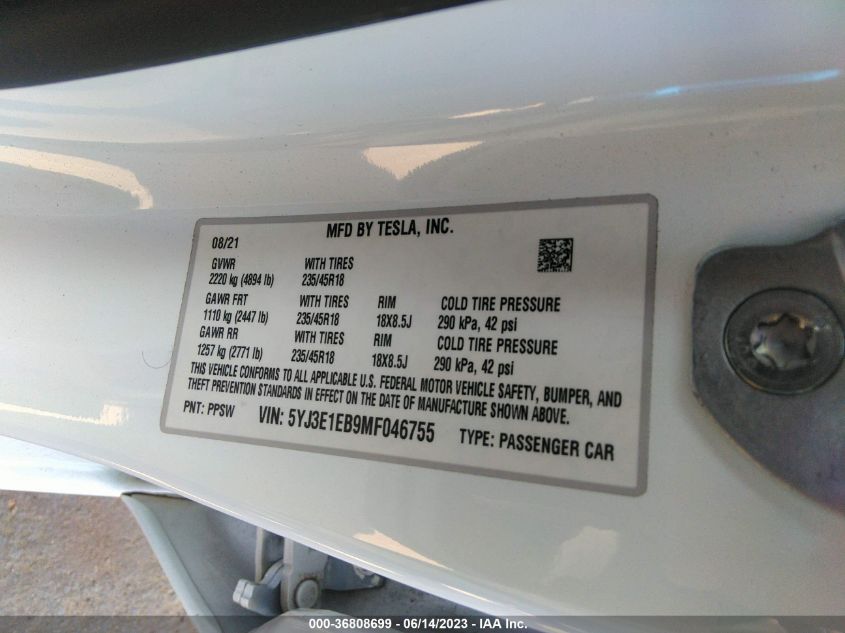 MFD BY TESLA, INC.
08/21
GVWR WITH TIRES
2220 kg (4894 lb) 235/45R18
GAWR FRT WITH TIRES RIM COLD TIRE PRESSURE
1110 kg (2447 lb) 235/45R18 18X8.5J 290 kPa, 42 psi
GAWR RR WITH TIRES RIM COLD TIRE PRESSURE
1257 kg (2771 lb) 235/45R18 18X8.5J 290 kPa, 42 psi
THIS VEHICLE CONFORMS TO ALL APPLICABLE U.S. FEDERAL MOTOR VEHICLE SAFETY, BUMPER, AND
THEFT PREVENTION STANDARDS IN EFFECT ON THE DATE OF MANUFACTURE SHOWN ABOVE.
PNT: PPSW VIN: 5YJ3E1EB9MF046755 TYPE: PASSENGER CAR
000-36808699 - 06/14/2023 - IAA Inc.